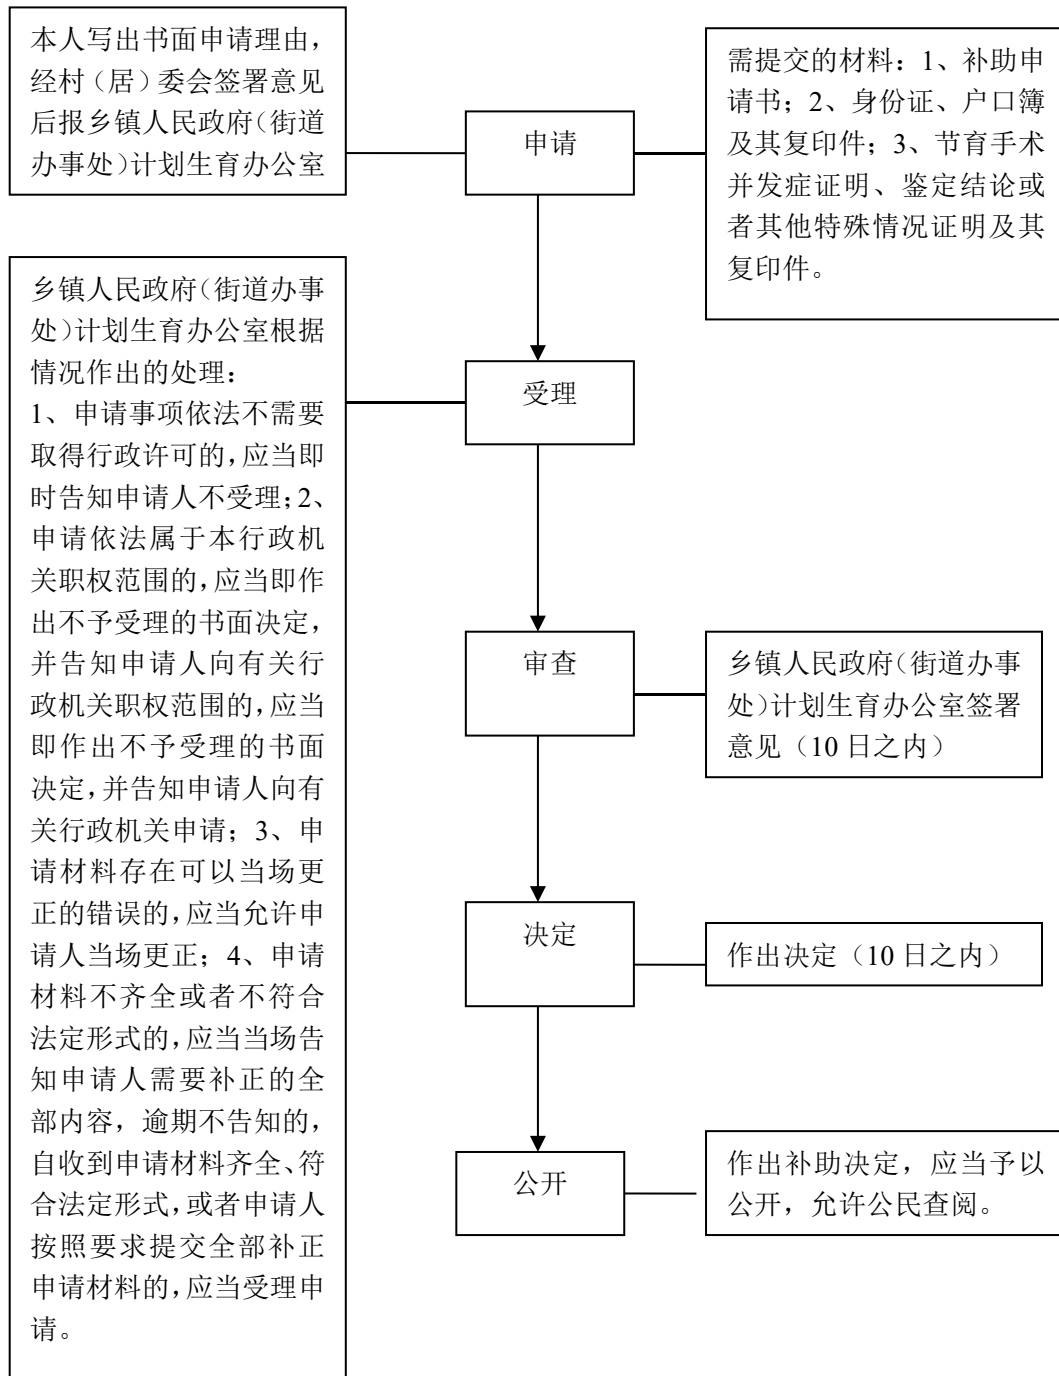 本人写出书面申请理由，
经村（居）委会签署意见
后报乡镇人民政府（街道
办事处）计划生育办公室
申请
需提交的材料：1、补助申
请书；2、身份证、户口簿
及其复印件；3、节育手术
并发症证明、鉴定结论或
者其他特殊情况证明及其
复印件。
乡镇人民政府（街道办事
处）计划生育办公室根据
情况作出的处理：
1、申请事项依法不需要
取得行政许可的，应当即
时告知申请人不受理；2、
申请依法属于本行政机
关职权范围的，应当即作
出不予受理的书面决定，
并告知申请人向有关行
政机关职权范围的，应当
即作出不予受理的书面
决定，并告知申请人向有
关行政机关申请；3、申
请材料存在可以当场更
正的错误的，应当允许申
请人当场更正；4、申请
材料不齐全或者不符合
法定形式的，应当当场告
知申请人需要补正的全
部内容，逾期不告知的，
自收到申请材料齐全、符
合法定形式，或者申请人
按照要求提交全部补正
申请材料的，应当受理申
请。
受理
审查
乡镇人民政府（街道办事
处）计划生育办公室签署
意见（10 日之内）
决定
作出决定（10 日之内）
公开
作出补助决定，应当予以
公开，允许公民查阅。